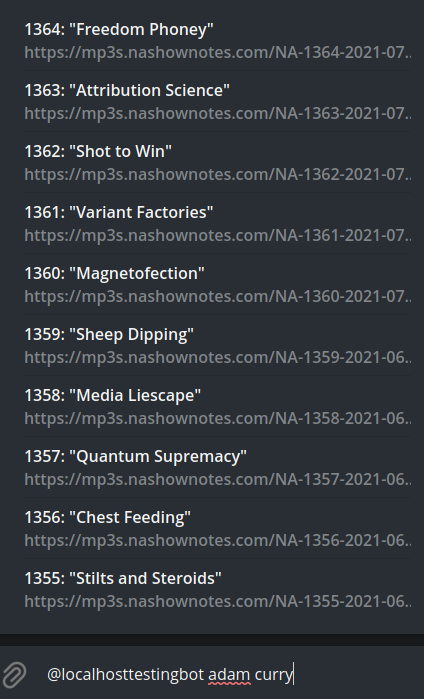 1364: "Freedom Phoney"
https://mp3s.nashownotes.com/NA-1364-2021-07..
1363: "Attribution Science"
https://mp3s.nashownotes.com/NA-1363-2021-07..
1362: "Shot to Win"
https://mp3s.nashownotes.com/NA-1362-2021-07..
1361: "Variant Factories"
https://mp3s.nashownotes.com/NA-1361-2021-07..
1360: "Magnetofection"
https://mp3s.nashownotes.com/NA-1360-2021-07..
1359: "Sheep Dipping"
https://mp3s.nashownotes.com/NA-1359-2021-06..
1358: "Media Liescape"
https://mp3s.nashownotes.com/NA-1358-2021-06..
1357: "Quantum Supremacy"
https://mp3s.nashownotes.com/NA-1357-2021-06..
1356: "Chest Feeding"
https://mp3s.nashownotes.com/NA-1356-2021-06..
1355: "Stilts and Steroids"
https://mp3s.nashownotes.com/NA-1355-2021-06..
@localhosttestingbot adam curry